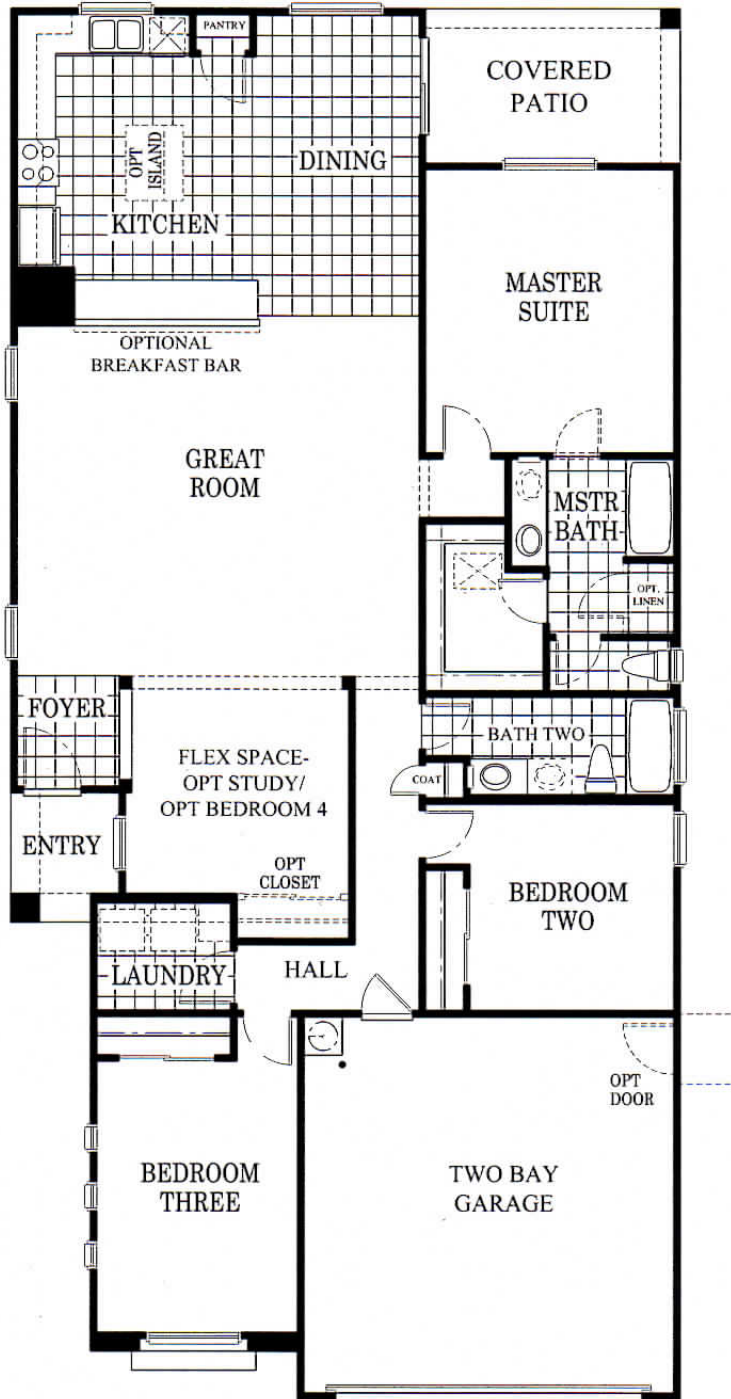 PANTRY
COVERED
PATIO
OPT
ISLAND
DINING
KITCHEN
MASTER
SUITE
OPTIONAL
BREAKFAST BAR
GREAT
ROOM
MSTR
BATH
OPT.
LINEN
FOYER
BATH TWO
FLEX SPACE-
OPT STUDY/
OPT BEDROOM 4
COAT
ENTRY
OPT
CLOSET
BEDROOM
TWO
LAUNDRY
HALL
OPT
DOOR
BEDROOM
THREE
TWO BAY
GARAGE